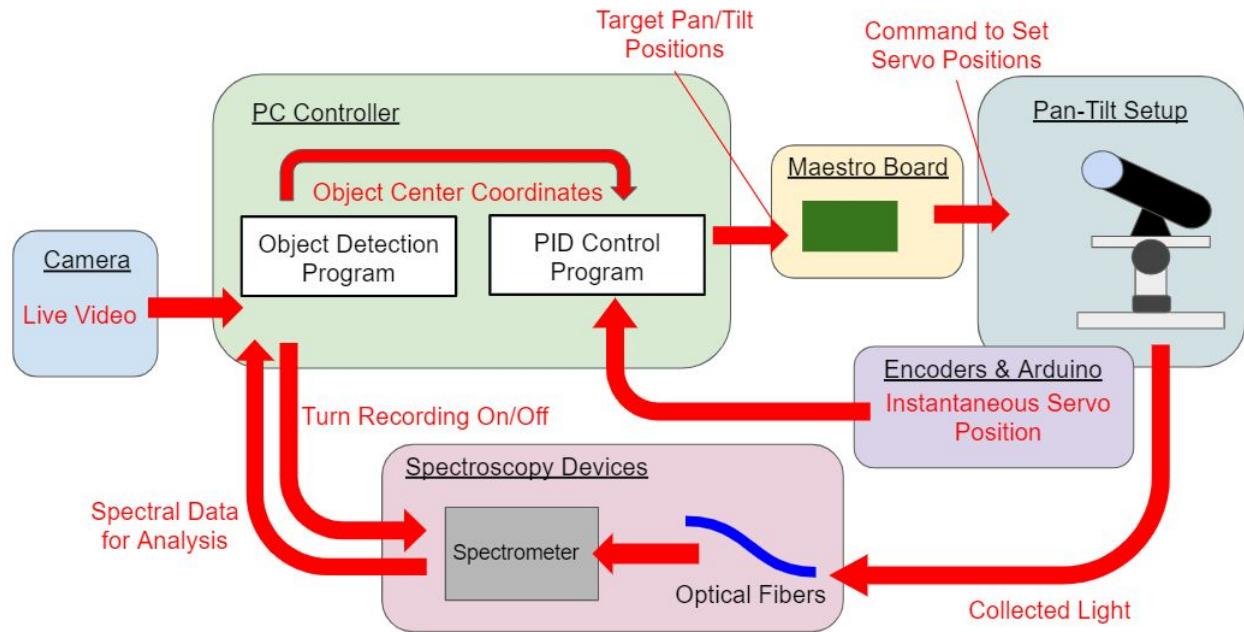 Target Pan/Tilt
Positions
Command to Set
Servo Positions
PC Controller
Pan-Tilt Setup
Maestro Board
Object Center Coordinates
Object Detection
Program
PID Control
Program
Camera
Live Video
Encoders & Arduino
Instantaneous Servo
Position
Turn Recording On/Off
Spectroscopy Devices
Spectral Data
for Analysis
Spectrometer
Optical Fibers
Collected Light